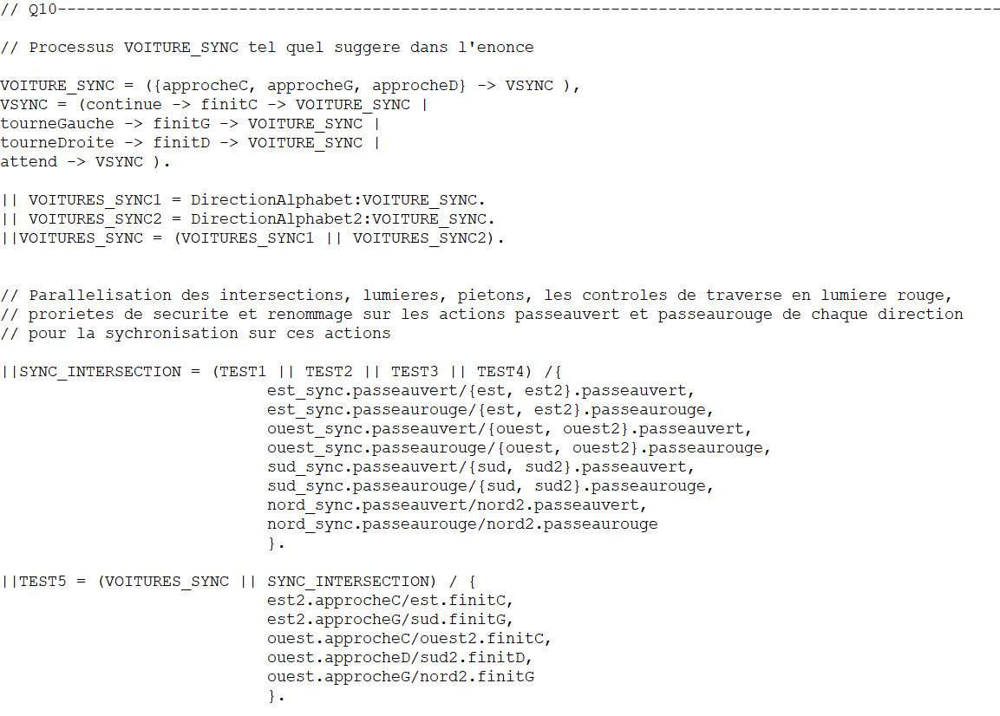 // Q10---------------------------------------------------------------------------------------------------
// Processus VOITURE_SYNC tel quel suggere dans l'enonce
VOITURE_SYNC = ({approcheC, approcheG, approcheD} -> VSYNC ),
VSYNC = (continue -> finitC -> VOITURE_SYNC |
tourneGauche -> finitG -> VOITURE_SYNC |
tourneDroite -> finitD -> VOITURE_SYNC |
attend -> VSYNC ).
|| VOITURES_SYNC1 = DirectionAlphabet:VOITURE_SYNC.
|| VOITURES_SYNC2 = DirectionAlphabet2:VOITURE_SYNC.
||VOITURES_SYNC = (VOITURES_SYNC1 || VOITURES_SYNC2).
// Parallelisation des intersections, lumieres, pietons, les controles de traverse en lumiere rouge,
// prorietes de securite et renommage sur les actions passeauvert et passeaurouge de chaque direction
// pour la sychronisation sur ces actions
||SYNC_INTERSECTION = (TEST1 || TEST2 || TEST3 || TEST4) /{
est_sync.passeauvert/{est, est2}.passeauvert,
est_sync.passeaurouge/{est, est2}.passeaurouge,
ouest_sync.passeauvert/{ouest, ouest2}.passeauvert,
ouest_sync.passeaurouge/{ouest, ouest2}.passeaurouge,
sud_sync.passeauvert/{sud, sud2}.passeauvert,
sud_sync.passeaurouge/{sud, sud2}.passeaurouge,
nord_sync.passeauvert/nord2.passeauvert,
nord_sync.passeaurouge/nord2.passeaurouge
}.
||TEST5 = (VOITURES_SYNC || SYNC_INTERSECTION) / {
est2.approcheC/est.finitC,
est2.approcheG/sud.finitG,
ouest.approcheC/ouest2.finitC,
ouest.approcheD/sud2.finitD,
ouest.approcheG/nord2.finitG
}.